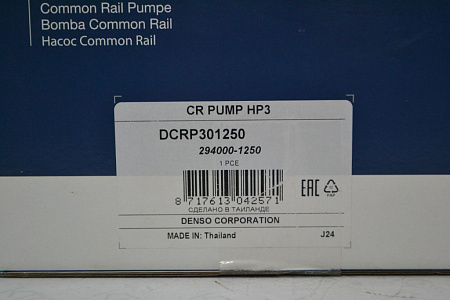 Common Rail Pumpe
Bomba Common Rail
Насос Common Rail
CR PUMP HP3
DCRP301250
294000-1250
1 PCE
8 717613 042571
СДЕЛАНО В ТАИЛАНДЕ
EAC
DENSO CORPORATION
MADE IN: Thailand J24